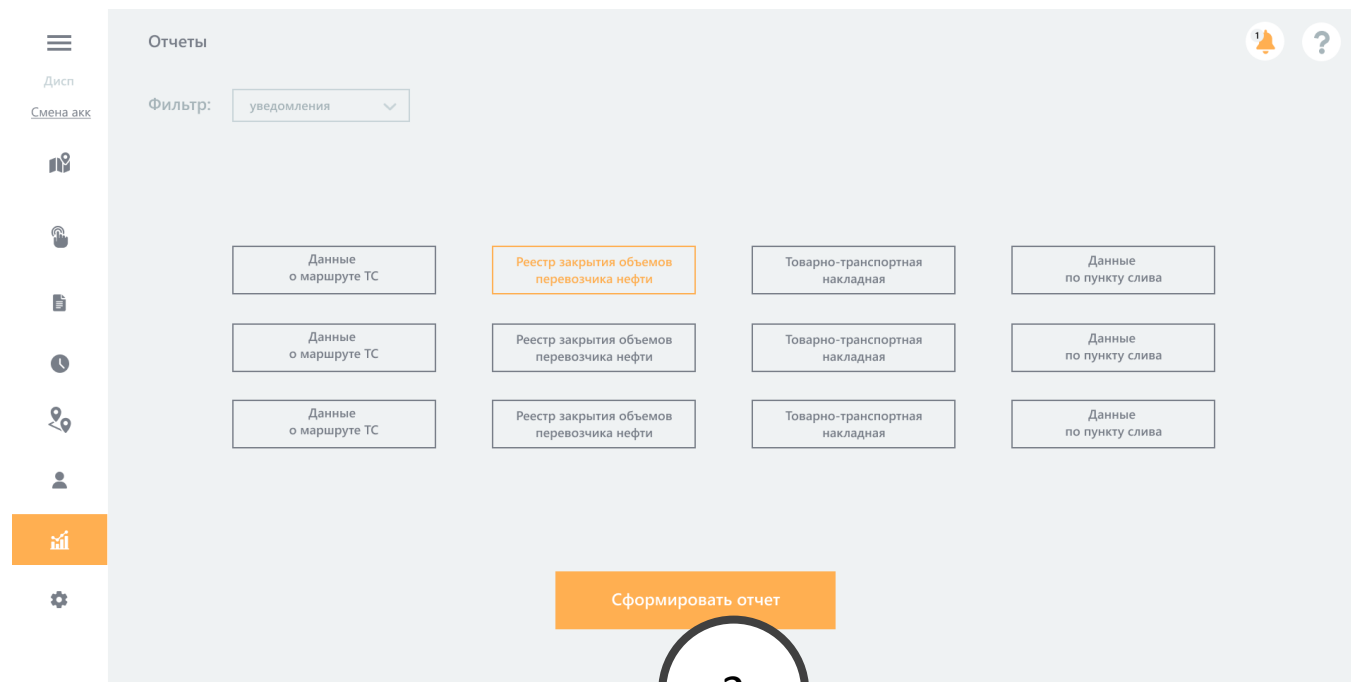 Отчеты
1
?
Дисп
Смена акк
Фильтр: уведомления
Данные
о маршруте ТС
Реестр закрытия объемов
перевозчика нефти
Товарно-транспортная
накладная
Данные
по пункту слива
Данные
о маршруте ТС
Реестр закрытия объемов
перевозчика нефти
Товарно-транспортная
накладная
Данные
по пункту слива
Данные
о маршруте ТС
Реестр закрытия объемов
перевозчика нефти
Товарно-транспортная
накладная
Данные
по пункту слива
Сформировать отчет